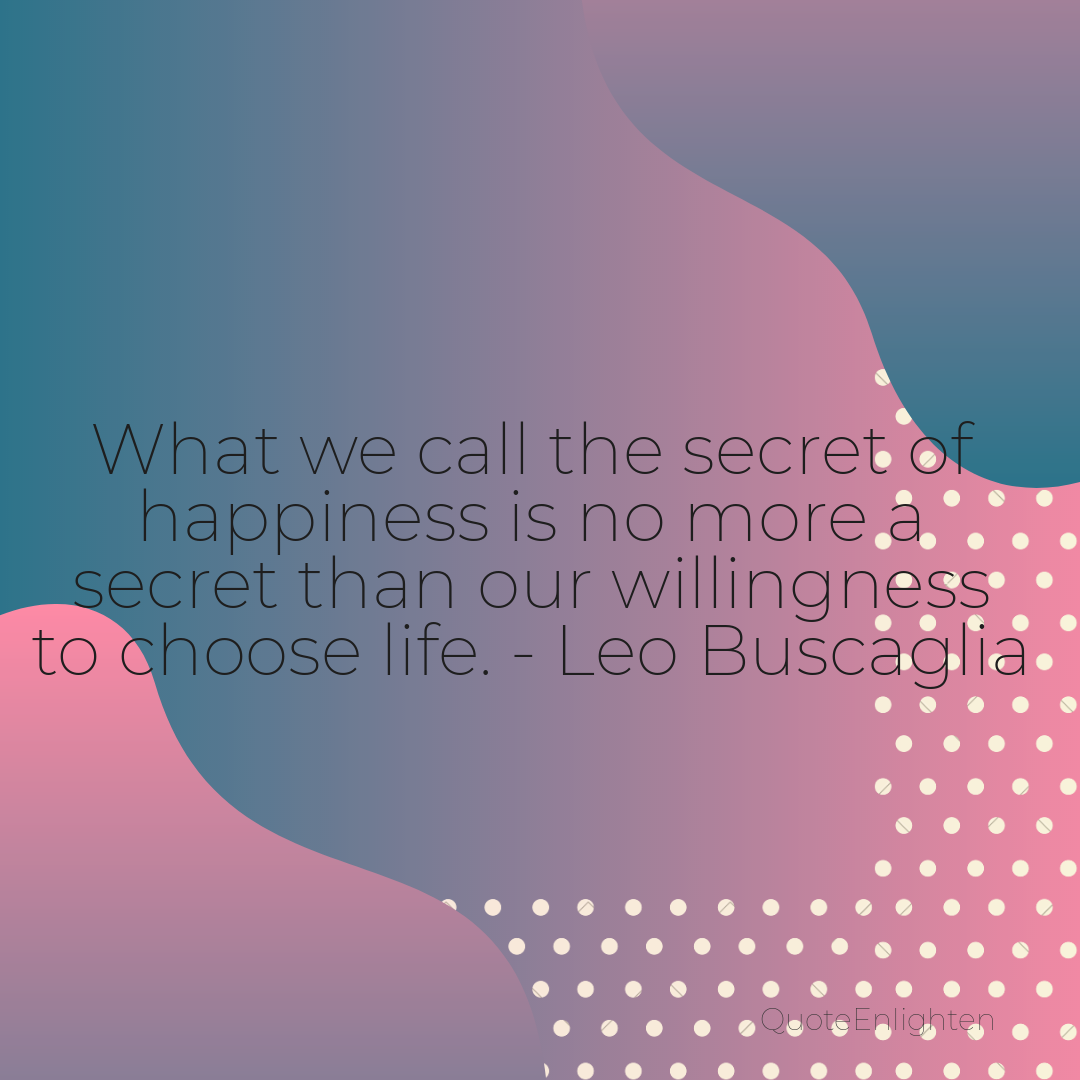 What we call the secret of
happiness is no more a
secret than our willingness
to choose life. - Leo Buscaglia
QuoteEnlighten